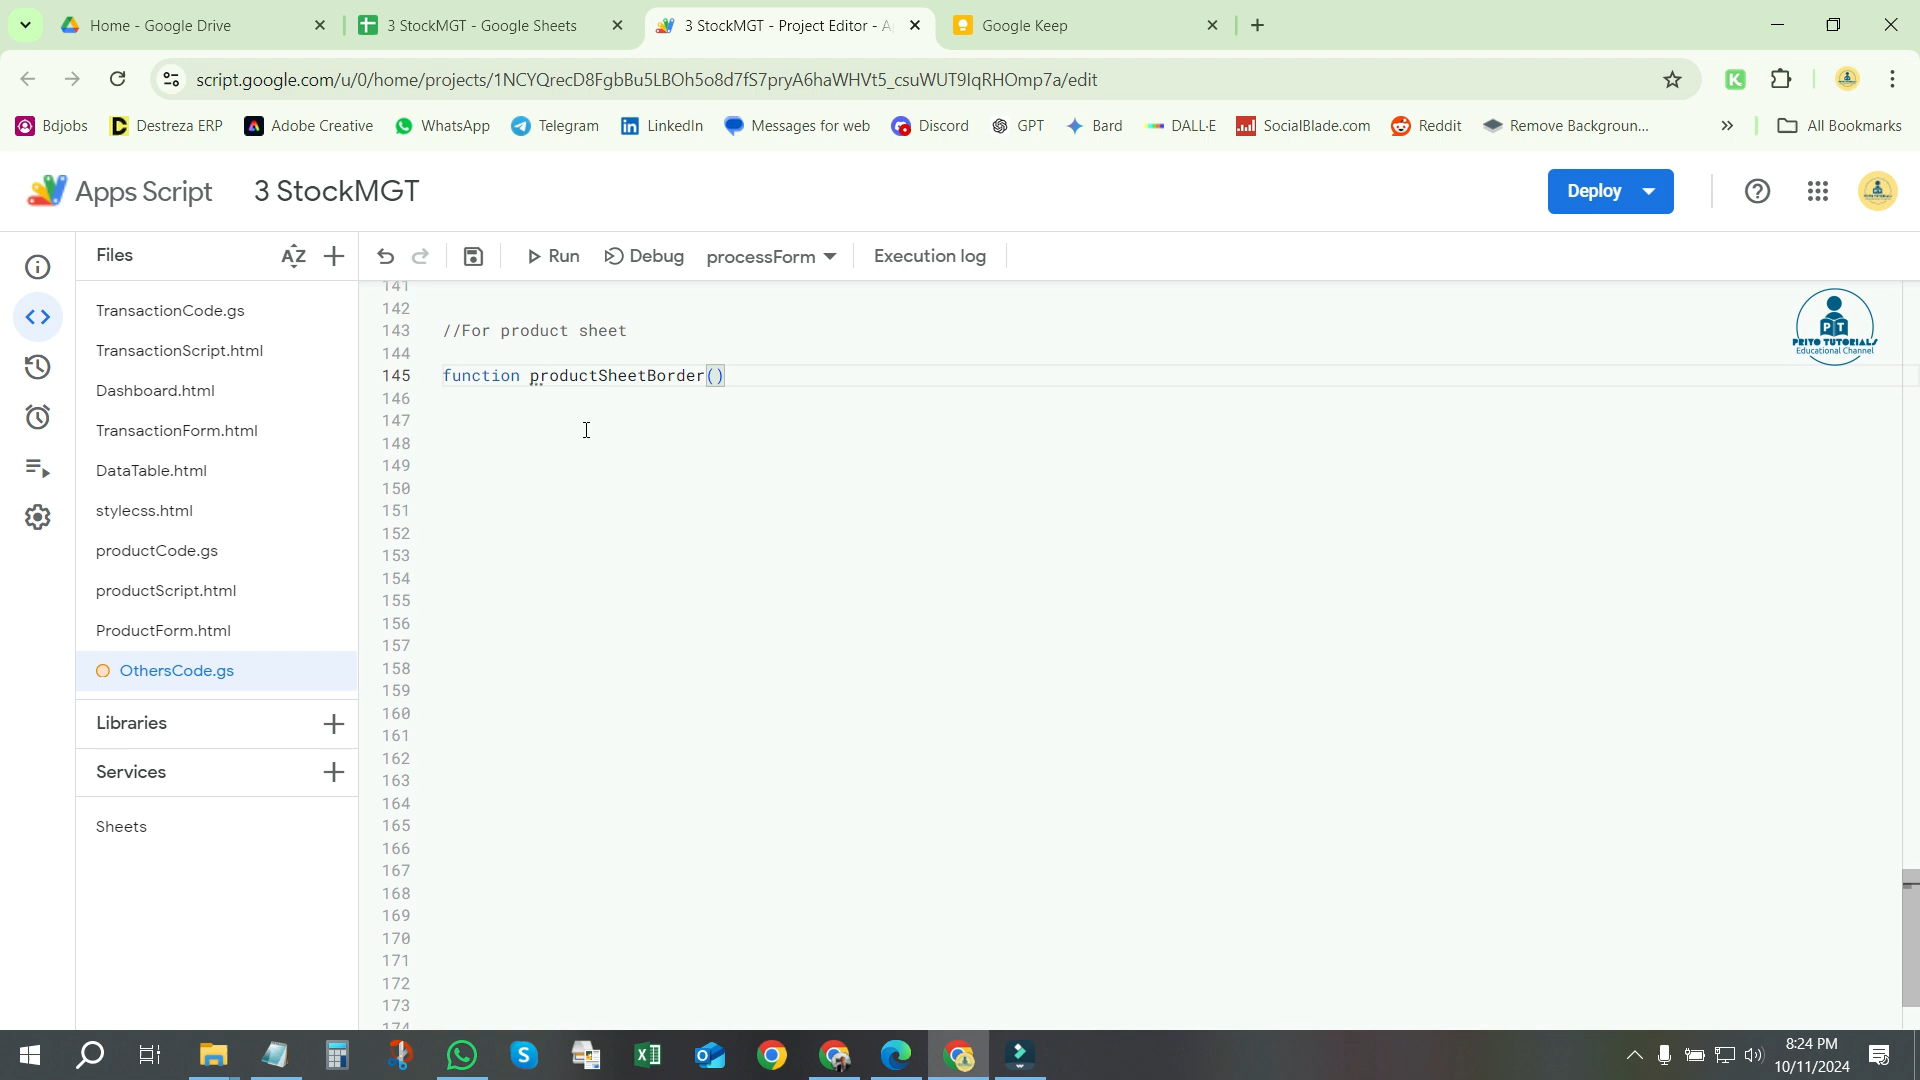 Home - Google Drive
3 StockMGT - Google Sheets
3 StockMGT - Project Editor - A
Google Keep
script.google.com/u/0/home/projects/1NCYQrecD8FgbBu5LBOh5o8d7fS7pryA6haWHVt5_csuWUT9IqRHOmp7a/edit
Bdjobs
Destreza ERP
Adobe Creative
WhatsApp
Telegram
LinkedIn
Messages for web
Discord
GPT
Bard
DALL·E
SocialBlade.com
Reddit
Remove Backgroun...
All Bookmarks
Apps Script
3 StockMGT
Deploy
Files
Run
Debug
processForm
Execution log
TransactionCode.gs
TransactionScript.html
Dashboard.html
TransactionForm.html
DataTable.html
stylecss.html
productCode.gs
productScript.html
ProductForm.html
OthersCode.gs
Libraries
Services
Sheets
141
142
143 //For product sheet
144
145 function productSheetBorder()
146
147
148
149
150
151
152
153
154
155
156
157
158
159
160
161
162
163
164
165
166
167
168
169
170
171
172
173
174
PT
PRIYO TUTORIALS
Educational Channel
8:24 PM
10/11/2024